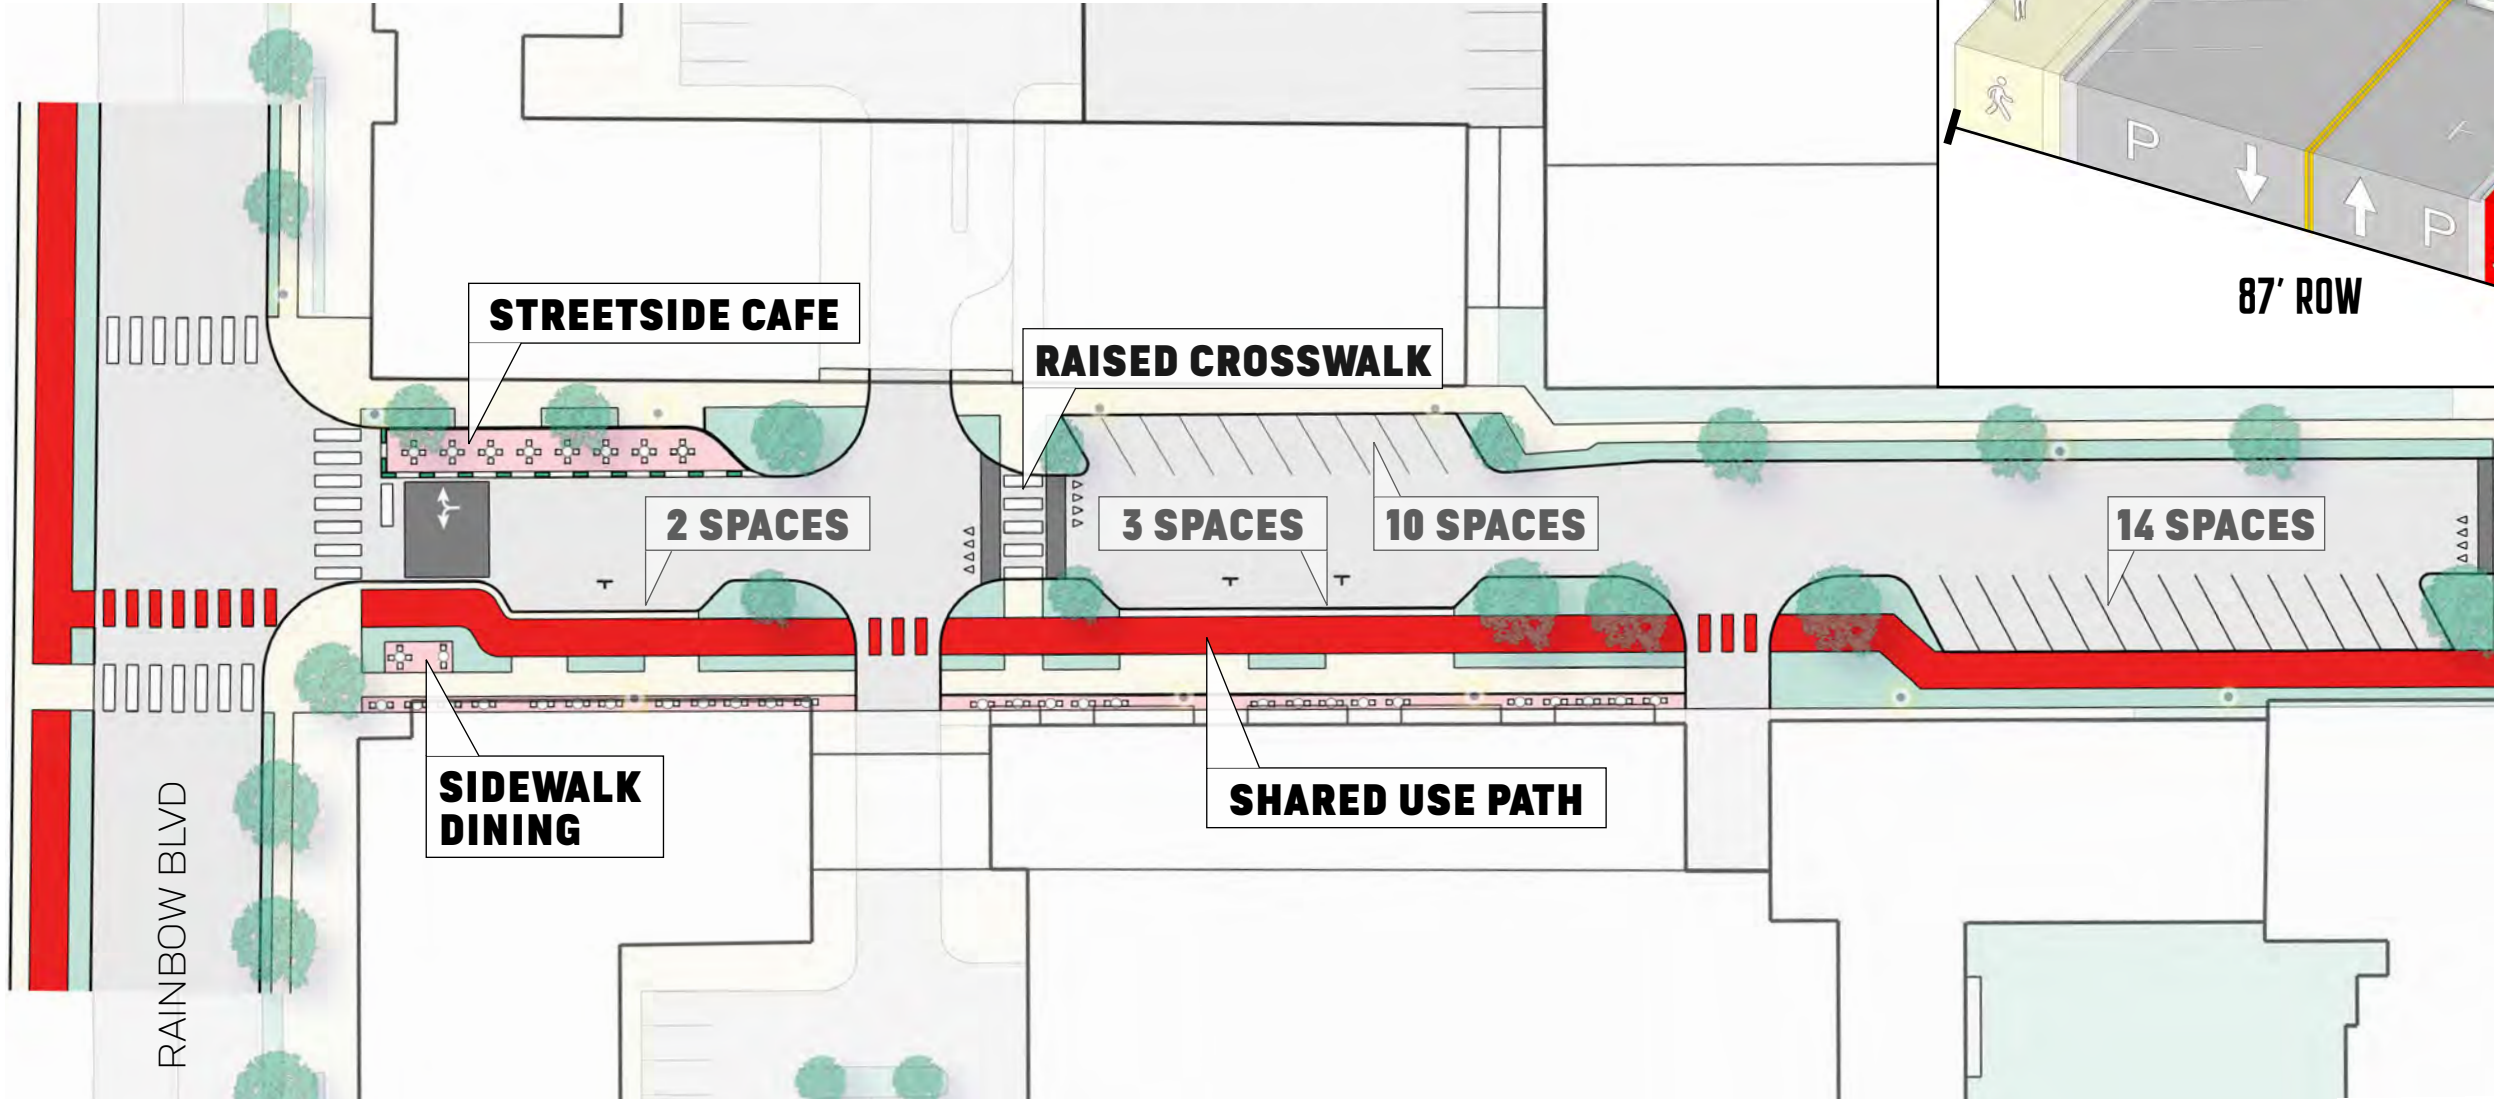 P
P
87' ROW
STREETSIDE CAFE
RAISED CROSSWALK
2 SPACES
3 SPACES
10 SPACES
14 SPACES
SIDEWALK
DINING
SHARED USE PATH
RAINBOW BLVD